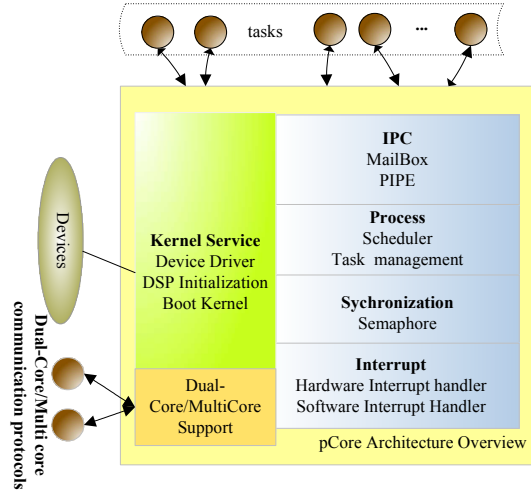 tasks
...
IPC
MailBox
PIPE
Process
Scheduler
Task management
Kernel Service
Device Driver
DSP Initialization
Boot Kernel
Sychronization
Semaphore
Interrupt
Hardware Interrupt handler
Software Interrupt Handler
Dual-
Core/MultiCore
Support
pCore Architecture Overview
Devices
Dual-Core/Multi core
communication protocols